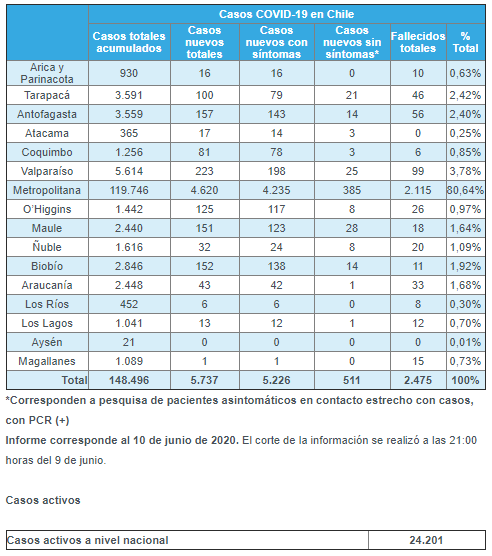 Casos COVID-19 en Chile
Casos totales acumulados | Casos nuevos totales | Casos nuevos con síntomas | Casos nuevos sin síntomas* | Fallecidos totales | % Total
Arica y Parinacota | 930 | 16 | 16 | 0 | 10 | 0,63%
Tarapacá | 3.591 | 100 | 79 | 21 | 46 | 2,42%
Antofagasta | 3.559 | 157 | 143 | 14 | 56 | 2,40%
Atacama | 365 | 17 | 14 | 3 | 0 | 0,25%
Coquimbo | 1.256 | 81 | 78 | 3 | 6 | 0,85%
Valparaíso | 5.614 | 223 | 198 | 25 | 99 | 3,78%
Metropolitana | 119.746 | 4.620 | 4.235 | 385 | 2.115 | 80,64%
O’Higgins | 1.442 | 125 | 117 | 8 | 26 | 0,97%
Maule | 2.440 | 151 | 123 | 28 | 18 | 1,64%
Ñuble | 1.616 | 32 | 24 | 8 | 20 | 1,09%
Biobío | 2.846 | 152 | 138 | 14 | 11 | 1,92%
Araucanía | 2.448 | 43 | 42 | 1 | 33 | 1,68%
Los Ríos | 452 | 6 | 6 | 0 | 8 | 0,30%
Los Lagos | 1.041 | 13 | 12 | 1 | 12 | 0,70%
Aysén | 21 | 0 | 0 | 0 | 0 | 0,01%
Magallanes | 1.089 | 1 | 1 | 0 | 15 | 0,73%
Total | 148.496 | 5.737 | 5.226 | 511 | 2.475 | 100%
*Corresponden a pesquisa de pacientes asintomáticos en contacto estrecho con casos,
con PCR (+)
Informe corresponde al 10 de junio de 2020. El corte de la información se realizó a las 21:00
horas del 9 de junio.
Casos activos
Casos activos a nivel nacional | 24.201